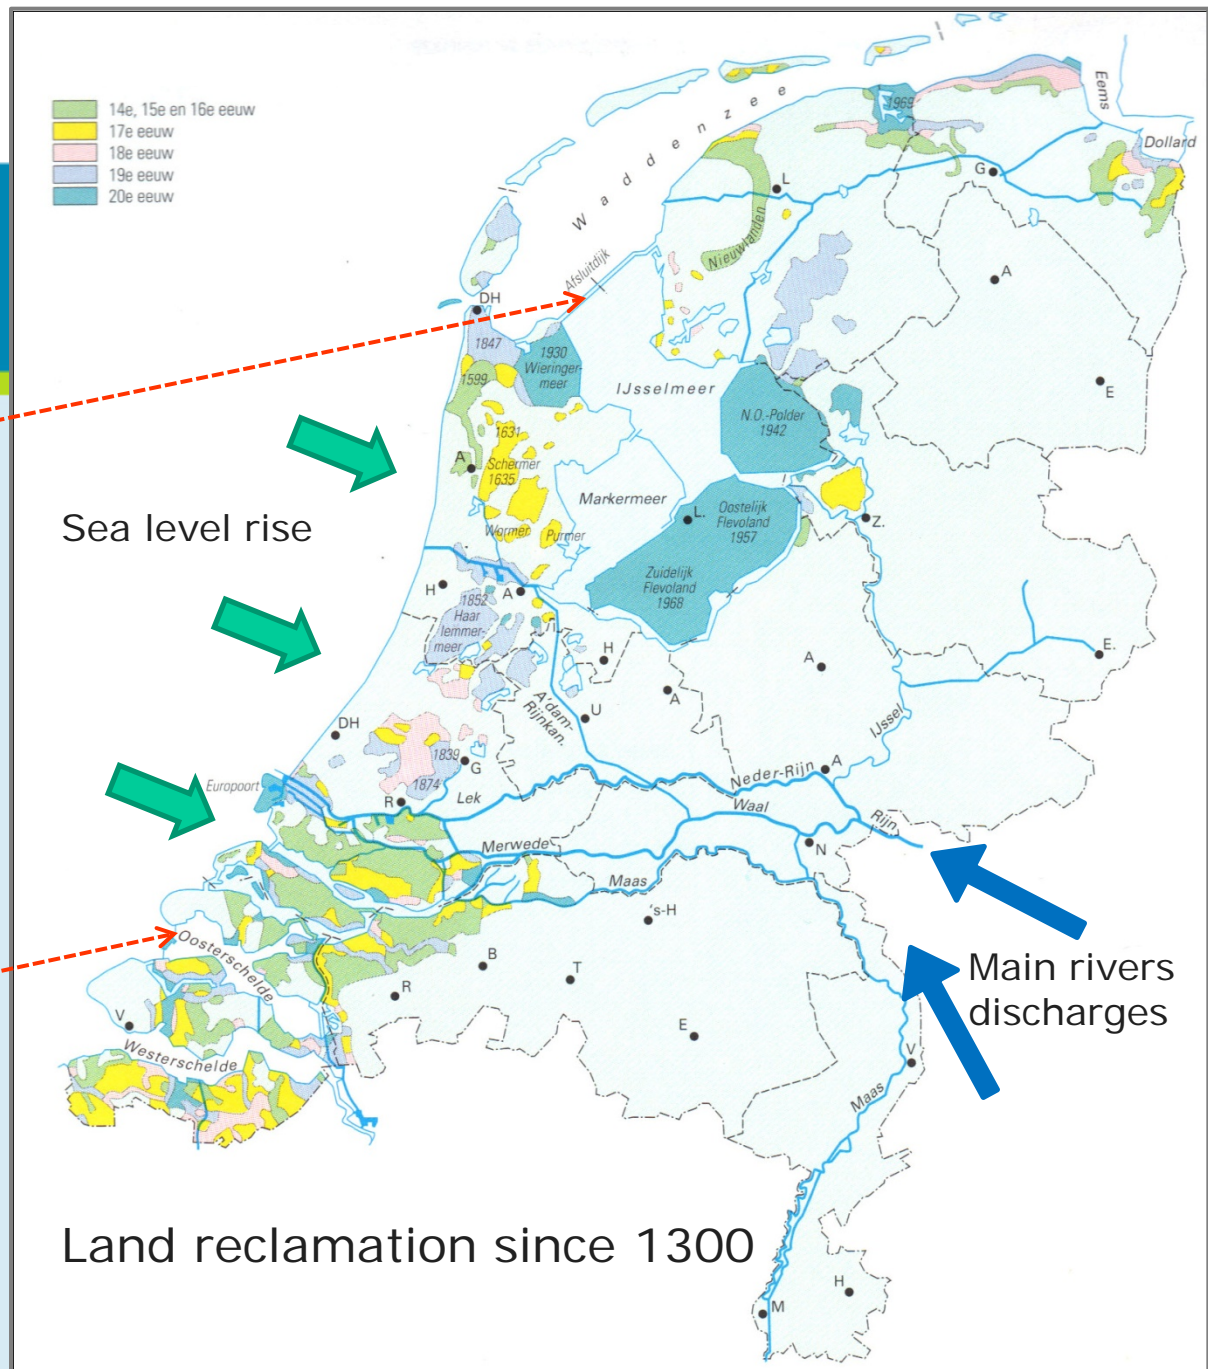 Waddenzee
Eems
Dollard
14e, 15e en 16e eeuw
17e eeuw
18e eeuw
19e eeuw
20e eeuw
1969
G
L
Nieuwlanden
A
Afsluitdijk
DH
1847
1930
Wieringer-
meer
1599
IJsselmeer
E
N.O.-Polder
1942
1631
A
Schermer
1635
Markermeer
L.
Oostelijk
Flevoland
1957
Z.
Sea level rise
Wormer
Purmer
Zuidelijk
Flevoland
1968
H
A
1852
Haar
lemmer-
meer
H
A
E.
A
U
A'dam-
Rijnkan.
IJssel
DH
1839
G
1874
Europoort
R
Lek
Neder-Rijn
A
Waal
Rijn
Merwede
N
Maas
's-H
Oosterschelde
B
T
R
Main rivers
discharges
V
E
Westerschelde
V
Maas
Land reclamation since 1300
H
M